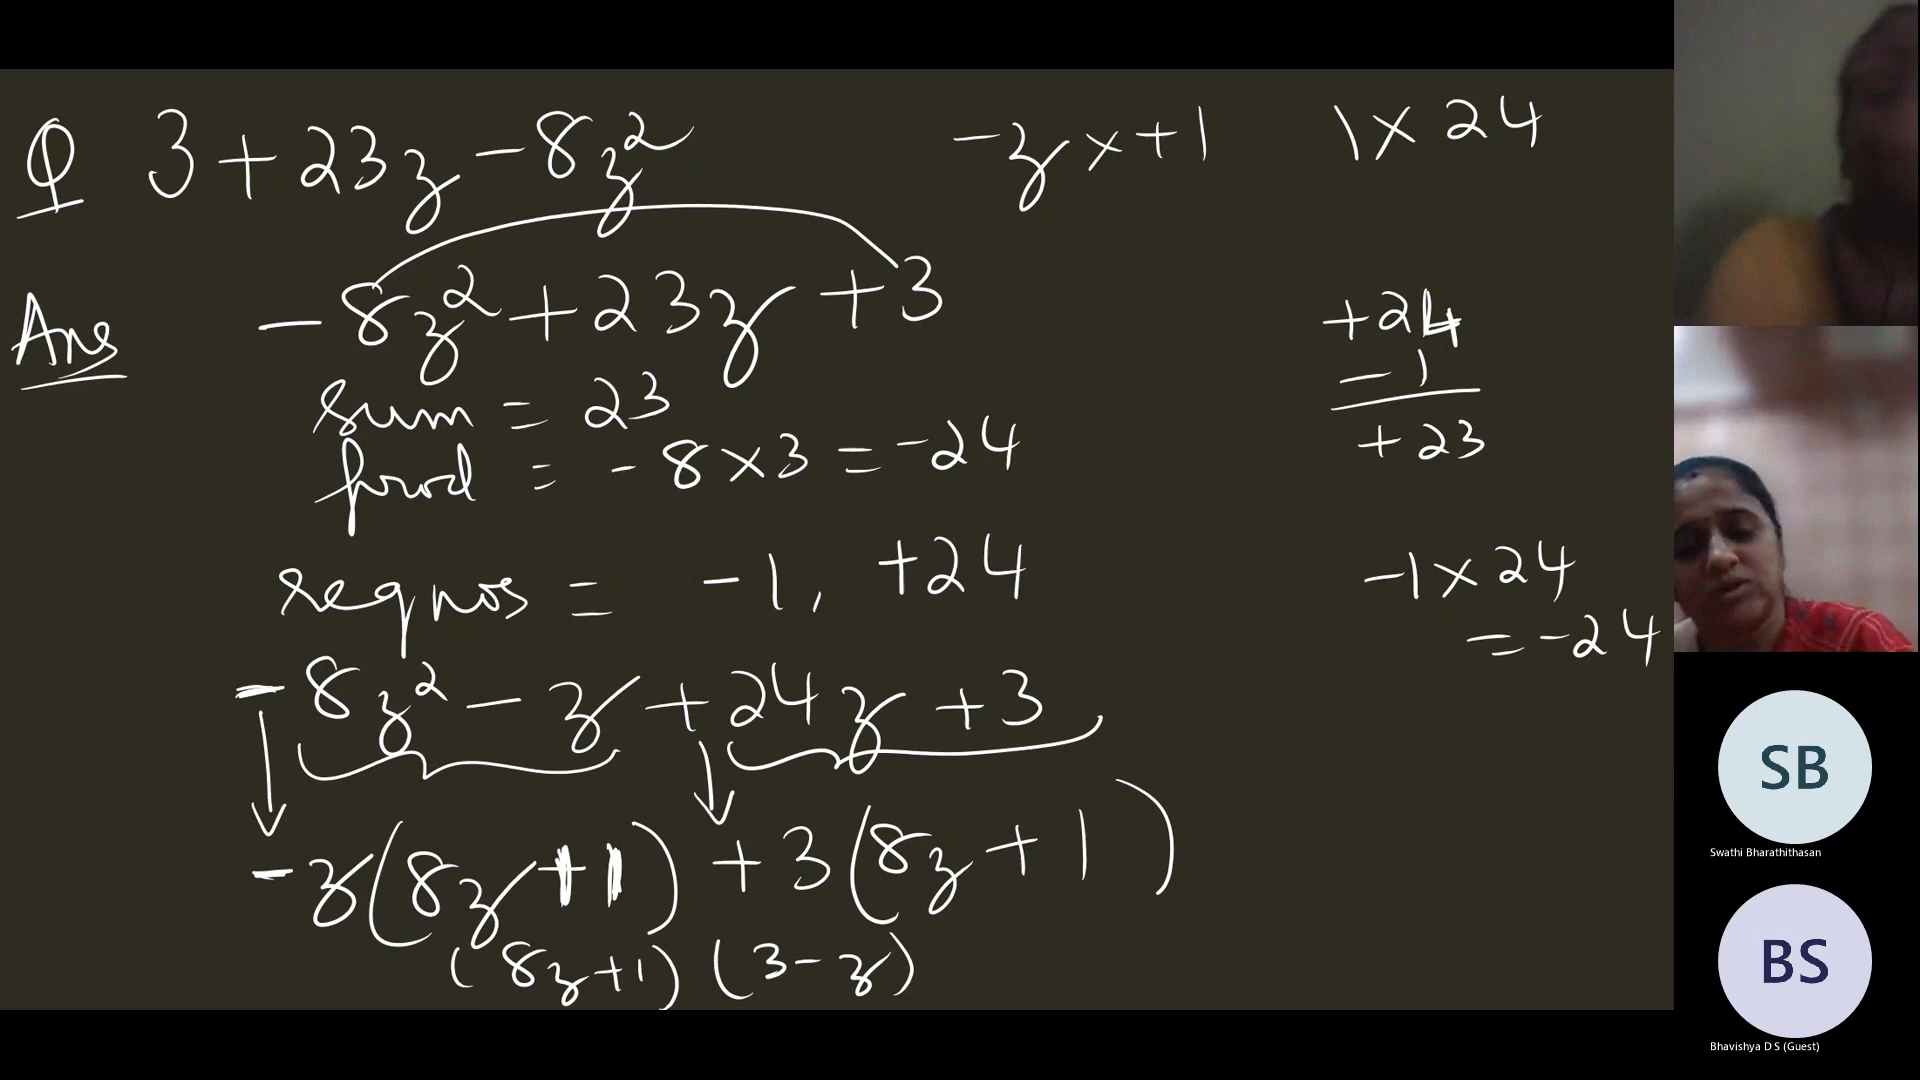 Q 3 + 23z - 8z²
-z x +1
1 x 24
Ans -8z² + 23z + 3
sum = 23
prod = -8 x 3 = -24
req nos = -1, +24
-8z² - z + 24z + 3
-z(8z + 1) + 3(8z + 1)
(8z+1) (3-z)
+24
-1
+23
-1 x 24
= -24
SB
Swathi Bharathithasan
BS
Bhavishya D S (Guest)